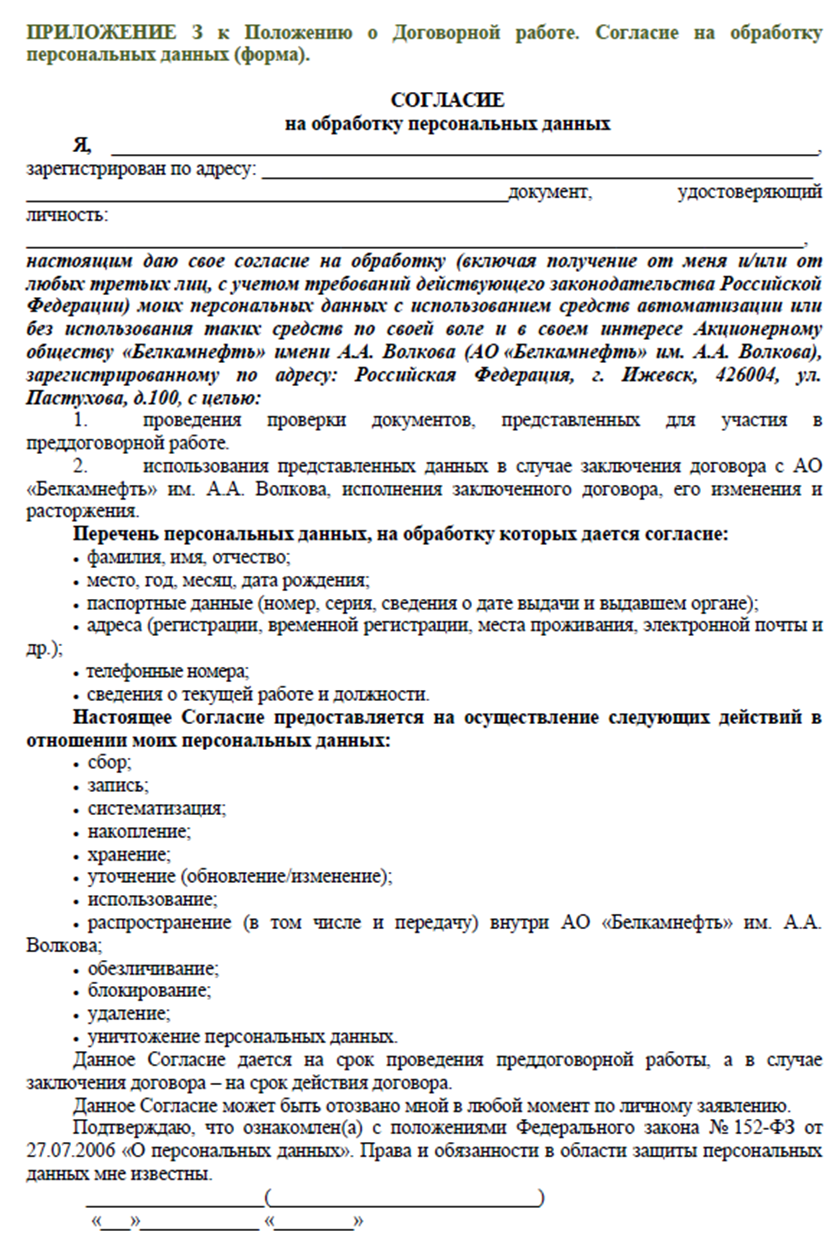 ПРИЛОЖЕНИЕ 3 к Положению о Договорной работе. Согласие на обработку
персональных данных (форма).
СОГЛАСИЕ
на обработку персональных данных
Я, ______________________________________________________________________,
зарегистрирован по адресу: _______________________________________________________
________________________________________________документ, удостоверяющий
личность:
______________________________________________________________________________,
настоящим даю свое согласие на обработку (включая получение от меня и/или от
любых третьих лиц, с учетом требований действующего законодательства Российской
Федерации) моих персональных данных с использованием средств автоматизации или
без использования таких средств по своей воле и в своем интересе Акционерному
обществу «Белкамнефть» имени А.А. Волкова (АО «Белкамнефть» им. А.А. Волкова),
зарегистрированному по адресу: Российская Федерация, г. Ижевск, 426004, ул.
Пастухова, д.100, с целью:
1. проведения проверки документов, представленных для участия в
преддоговорной работе.
2. использования представленных данных в случае заключения договора с АО
«Белкамнефть» им. А.А. Волкова, исполнения заключенного договора, его изменения и
расторжения.
Перечень персональных данных, на обработку которых дается согласие:
• фамилия, имя, отчество;
• место, год, месяц, дата рождения;
• паспортные данные (номер, серия, сведения о дате выдачи и выдавшем органе);
• адреса (регистрации, временной регистрации, места проживания, электронной почты и
др.);
• телефонные номера;
• сведения о текущей работе и должности.
Настоящее Согласие предоставляется на осуществление следующих действий в
отношении моих персональных данных:
• сбор;
• запись;
• систематизация;
• накопление;
• хранение;
• уточнение (обновление/изменение);
• использование;
• распространение (в том числе и передачу) внутри АО «Белкамнефть» им. А.А.
Волкова;
• обезличивание;
• блокирование;
• удаление;
• уничтожение персональных данных.
Данное Согласие дается на срок проведения преддоговорной работы, а в случае
заключения договора – на срок действия договора.
Данное Согласие может быть отозвано мной в любой момент по личному заявлению.
Подтверждаю, что ознакомлен(а) с положениями Федерального закона № 152-ФЗ от
27.07.2006 «О персональных данных». Права и обязанности в области защиты персональных
данных мне известны.
__________________(___________________________)
«___»____________ «________»